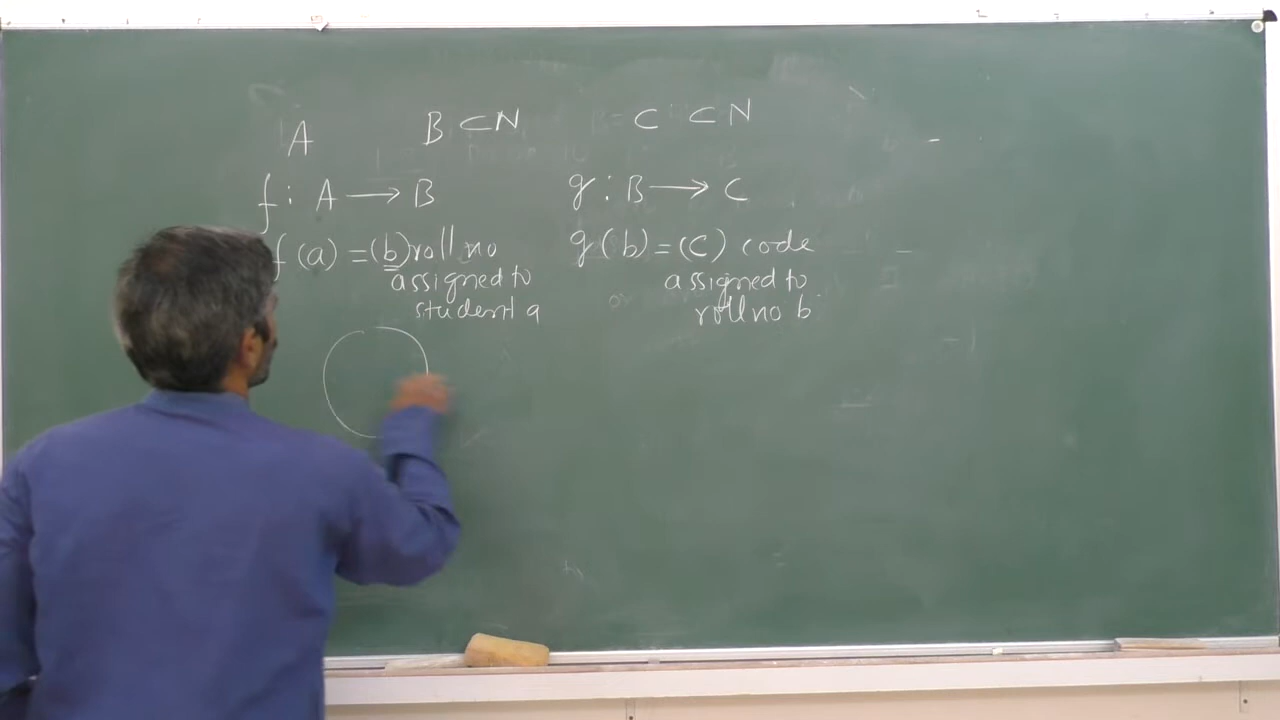 A B ⊂ N C ⊂ N
f : A → B g : B → C
f (a) = (b) roll no g (b) = (c) code
assigned to assigned to
student a roll no b